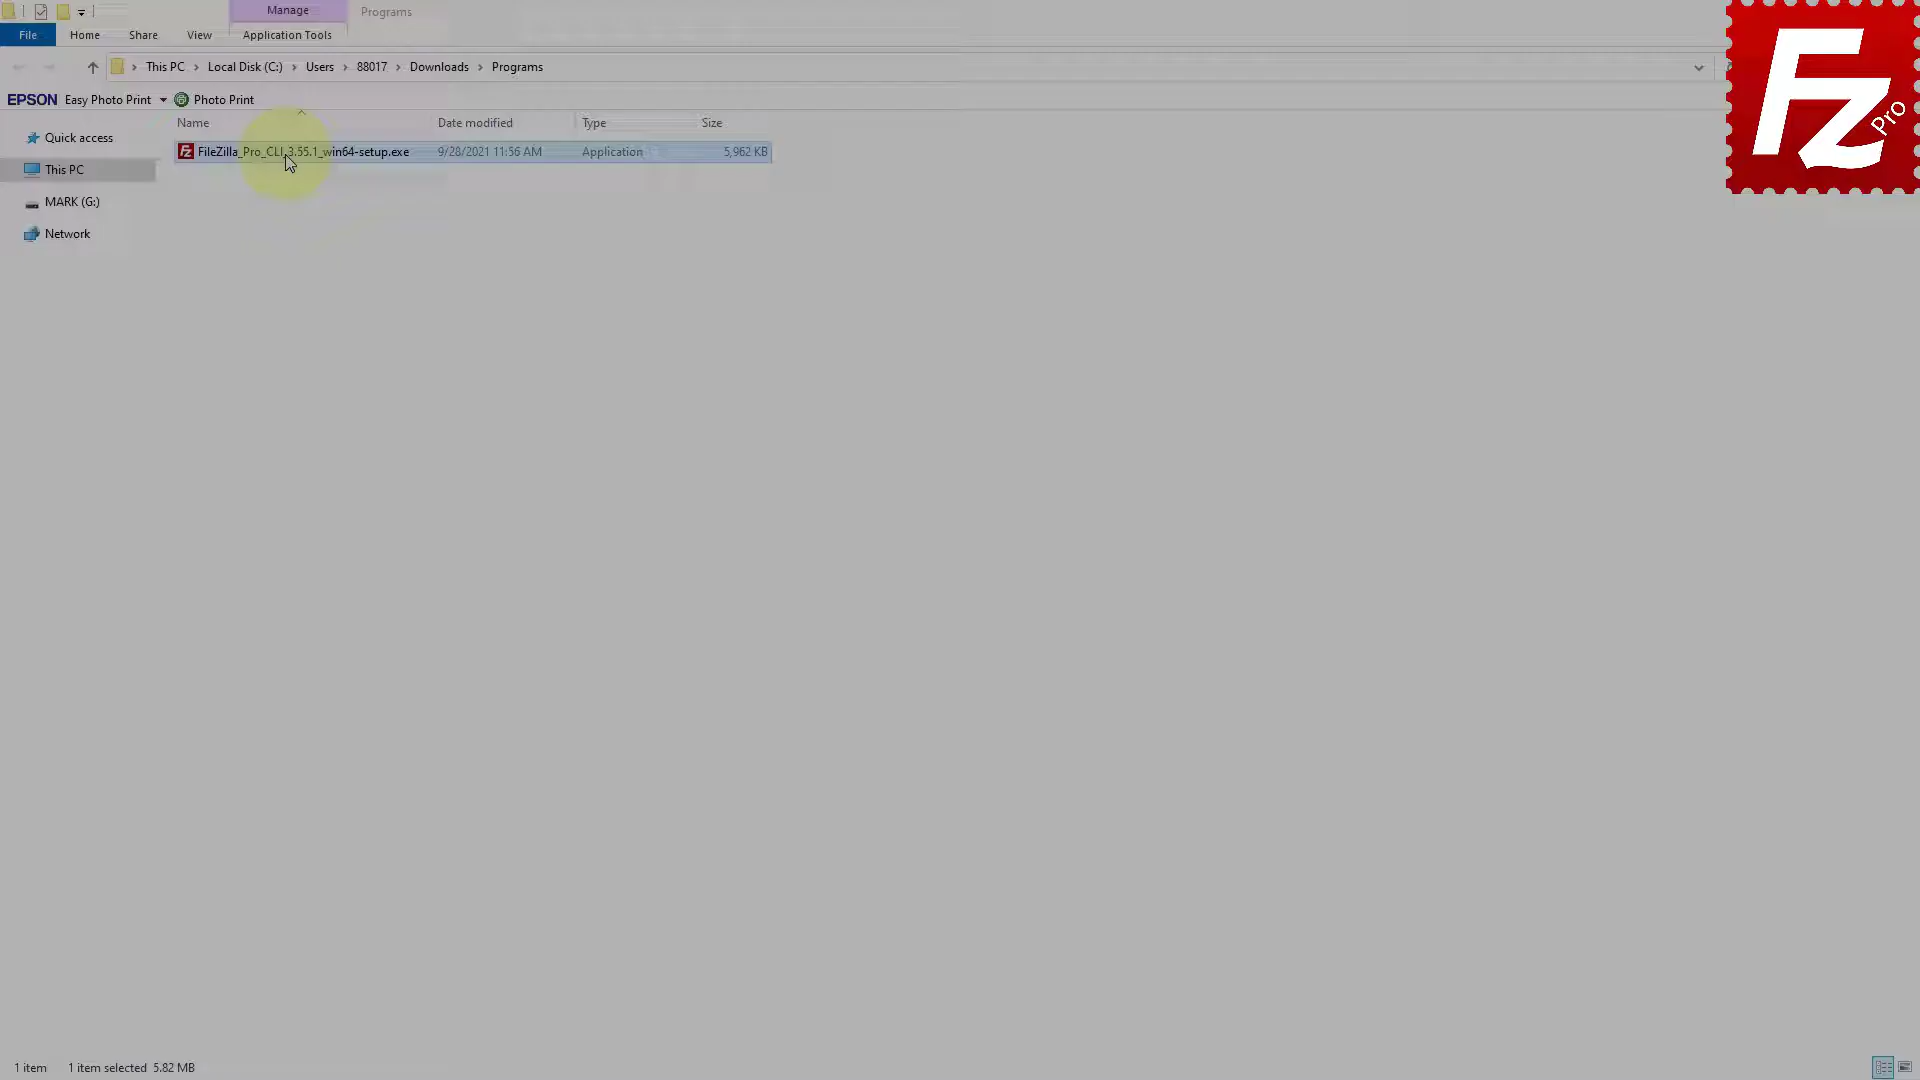 Manage
Programs
File
Home
Share
View
Application Tools
This PC
Local Disk (C:)
Users
88017
Downloads
Programs
EPSON
Easy Photo Print
Photo Print
Name
Date modified
Type
Size
Quick access
FileZilla_Pro_CLI_3.55.1_win64-setup.exe
9/28/2021 11:56 AM
Application
5,962 KB
This PC
MARK (G:)
Network
1 item
1 item selected
5.82 MB
Fz
Pro